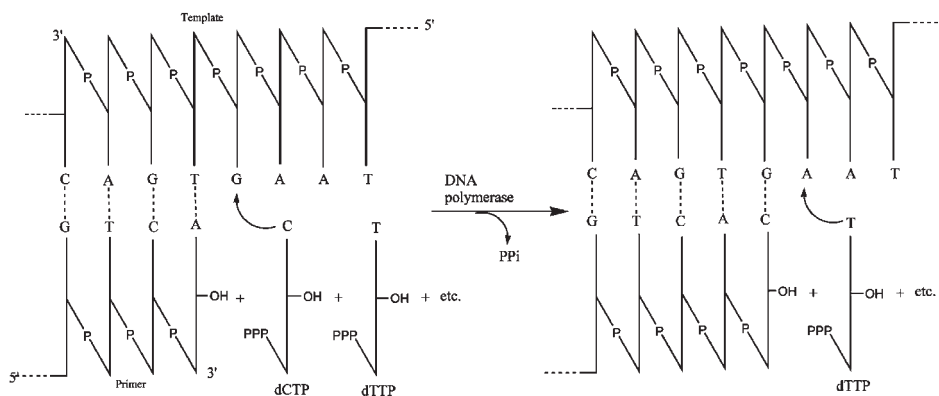 Template
3' 5'
P P P P P P P
P P P P P P P
C A G T G A A T
C A G T G A A T
DNA
polymerase
G T C A C T
G T C A C T
PPi
OH + OH + OH + etc.
OH + OH + etc.
P P P PPP PPP
P P P P PPP
5' Primer 3' dCTP dTTP
dTTP